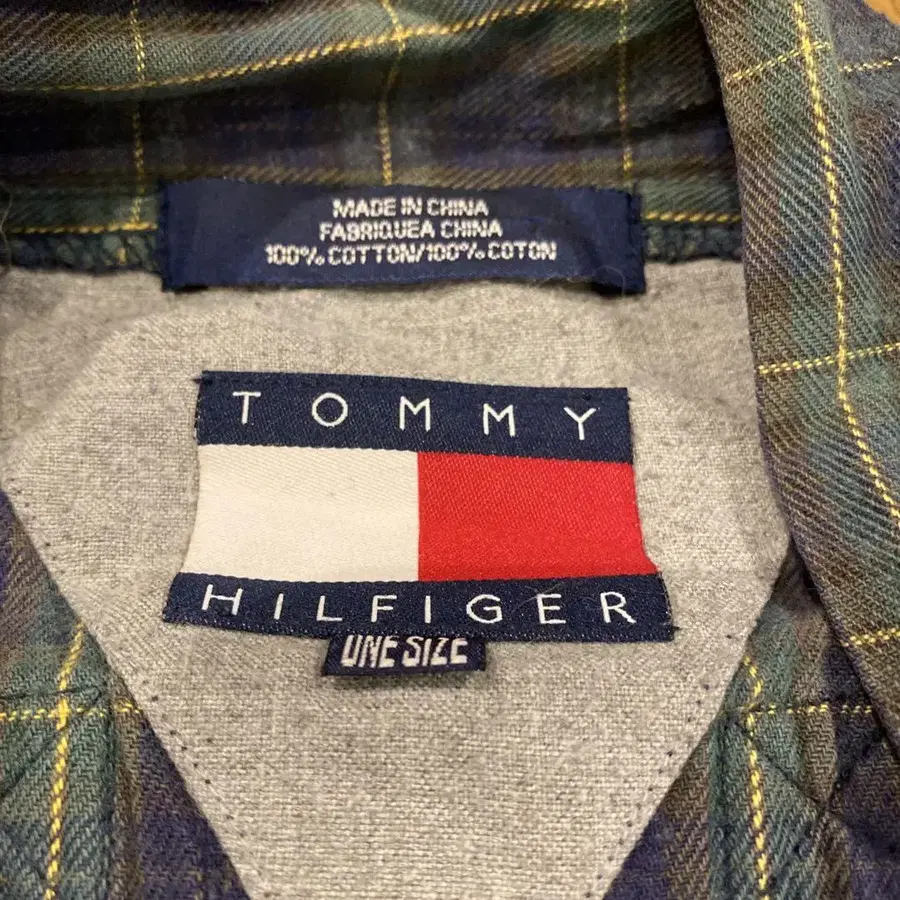 MADE IN CHINA
FABRIQUEA CHINA
100% COTTON/100% COTON
TOMMY
HILFIGER
ONE SIZE